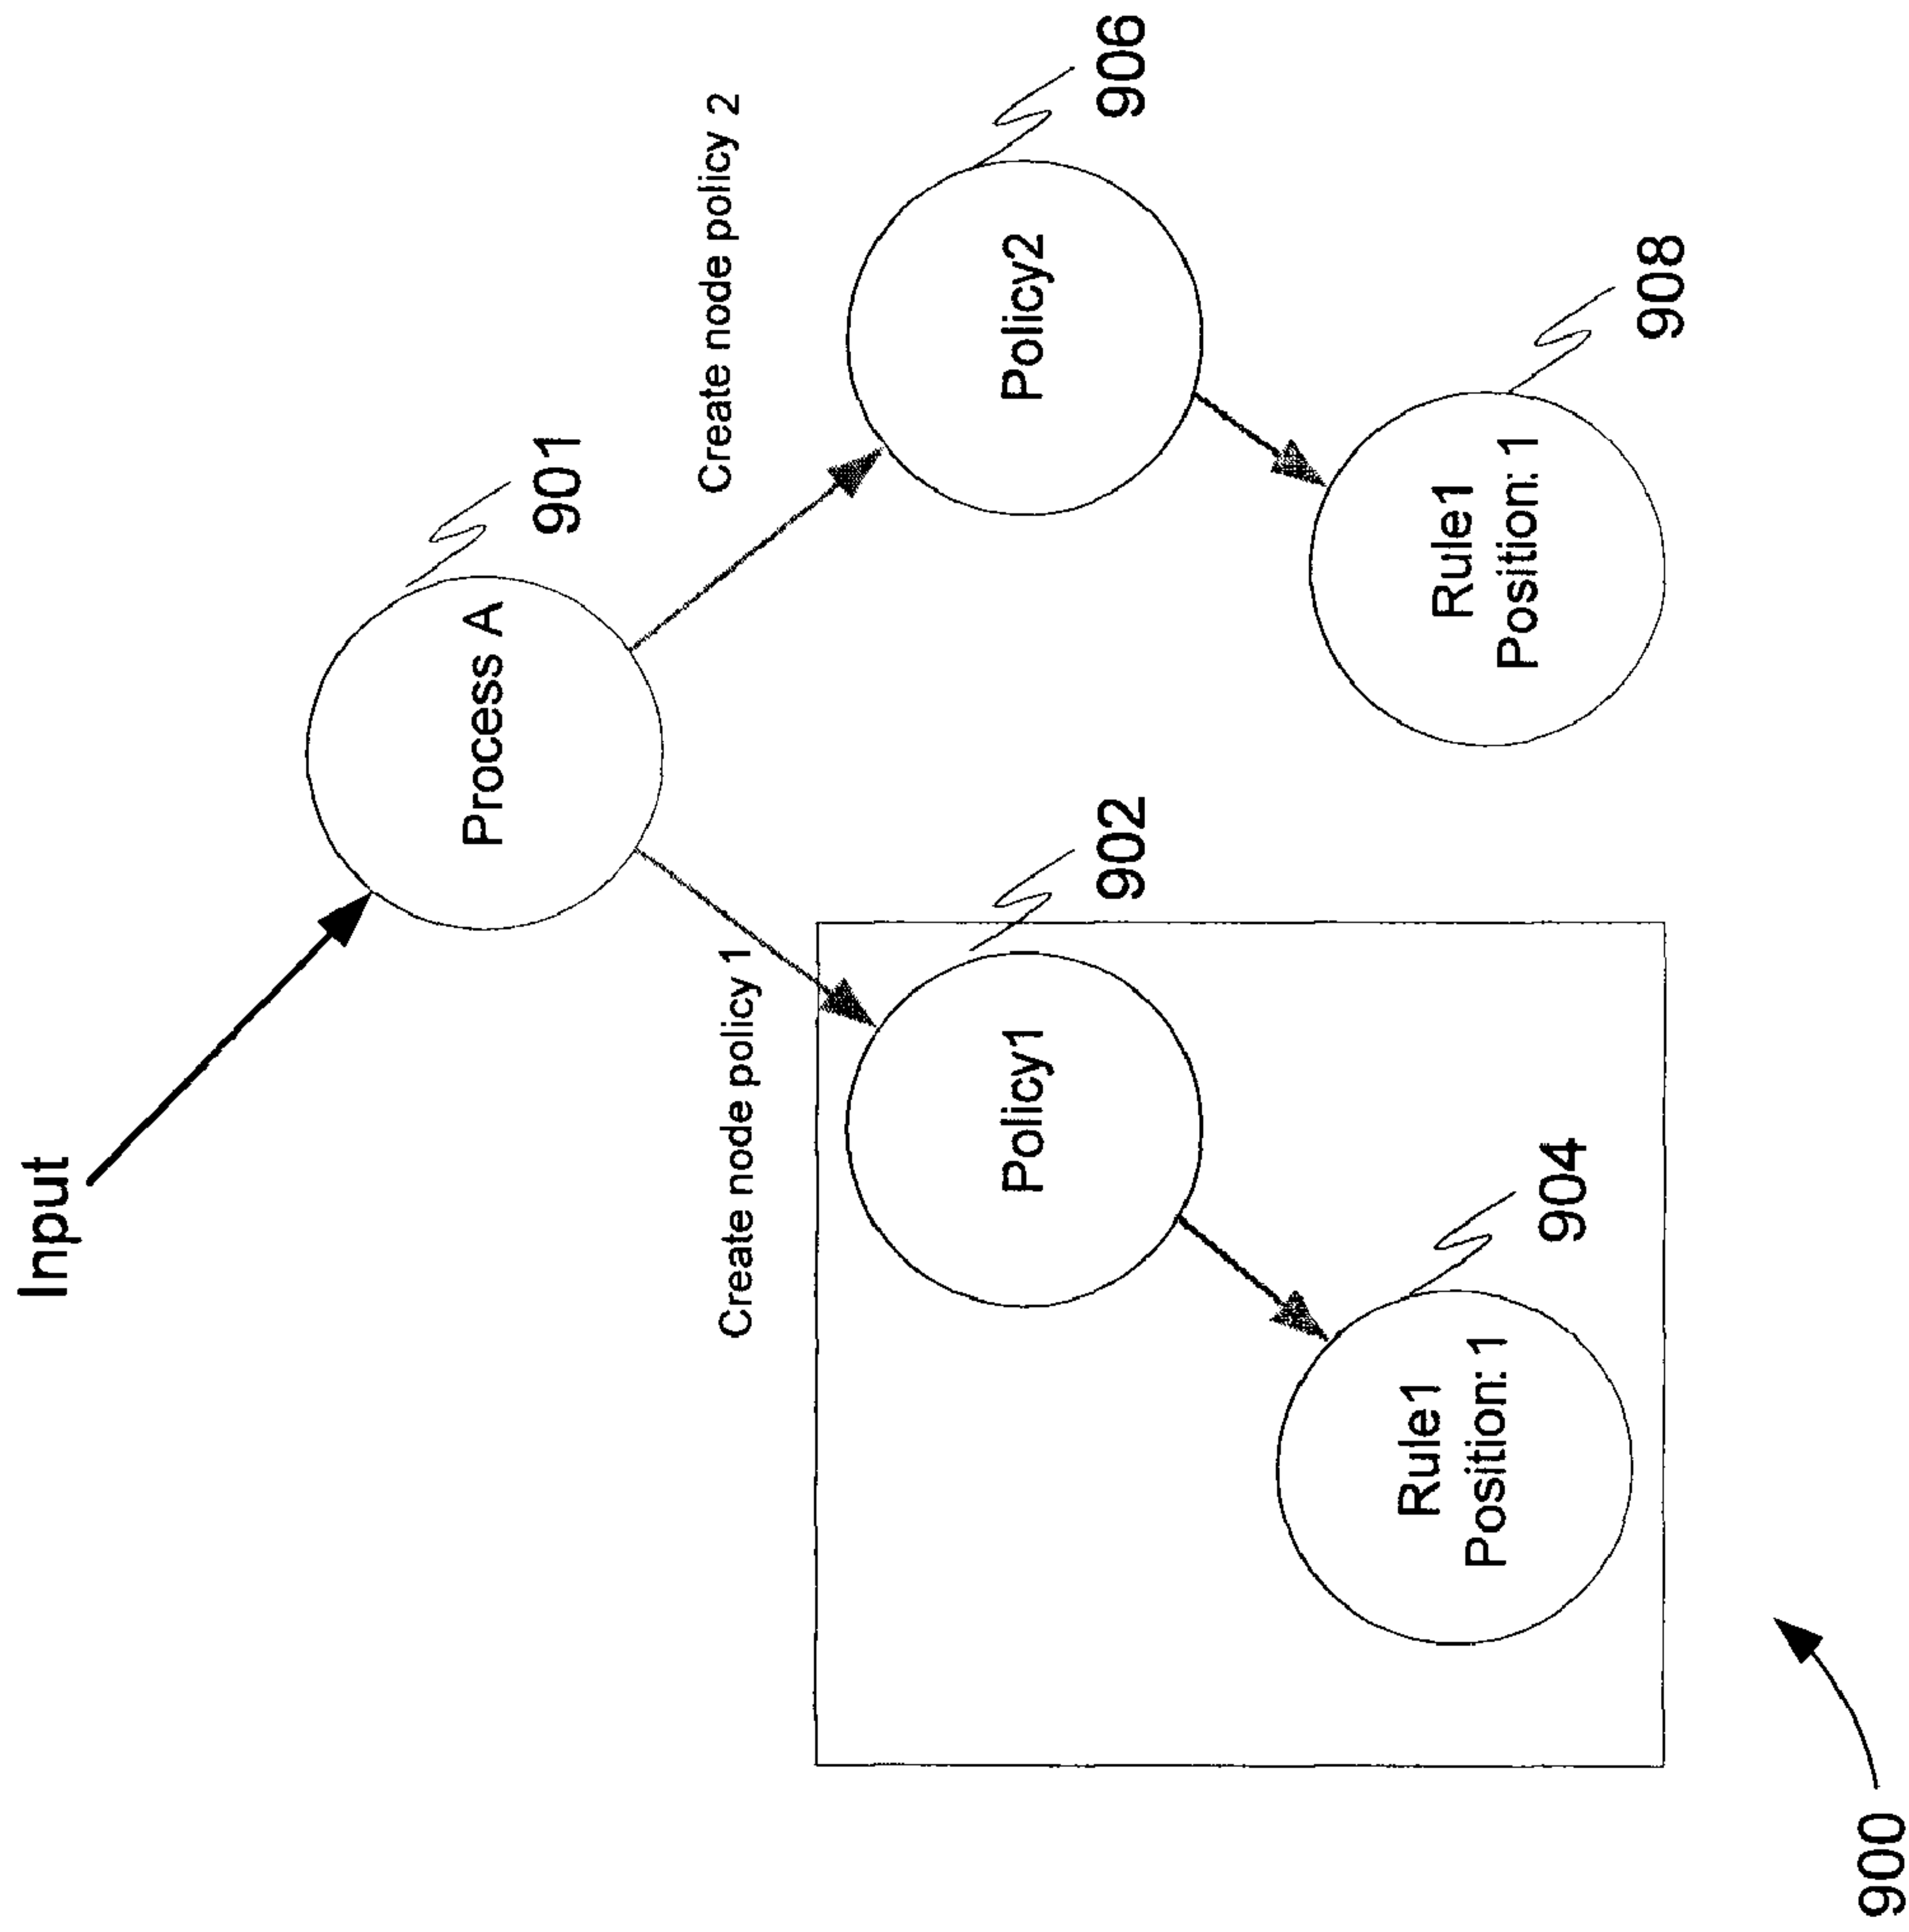 Input
Process A
901
Create node policy 1
Create node policy 2
Policy1
902
Policy2
906
Rule1
Position: 1
904
Rule1
Position: 1
908
900